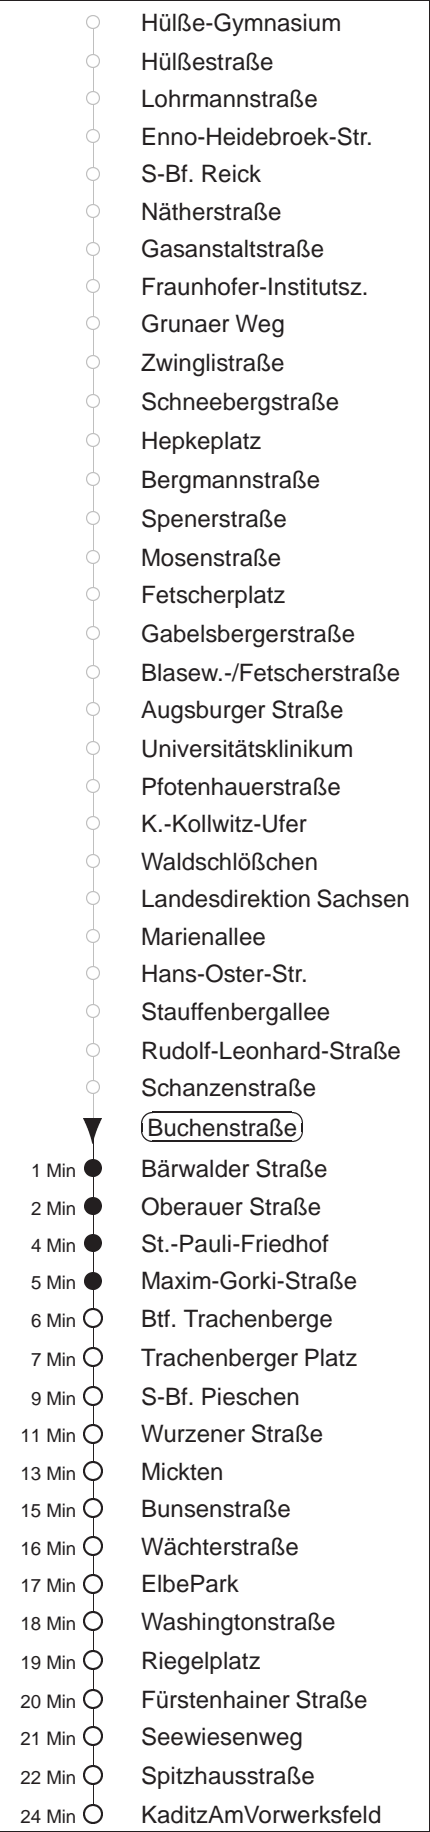 Hülße-Gymnasium
Hülßestraße
Lohrmannstraße
Enno-Heidebroek-Str.
S-Bf. Reick
Nätherstraße
Gasanstaltstraße
Fraunhofer-Institutsz.
Grunaer Weg
Zwinglistraße
Schneebergstraße
Hepkeplatz
Bergmannstraße
Spenerstraße
Mosenstraße
Fetscherplatz
Gabelsbergerstraße
Blasew.-/Fetscherstraße
Augsburger Straße
Universitätsklinikum
Pfotenhauerstraße
K.-Kollwitz-Ufer
Waldschlößchen
Landesdirektion Sachsen
Marienallee
Hans-Oster-Str.
Stauffenbergallee
Rudolf-Leonhard-Straße
Schanzenstraße
Buchenstraße
1 Min Bärwalder Straße
2 Min Oberauer Straße
4 Min St.-Pauli-Friedhof
5 Min Maxim-Gorki-Straße
6 Min Btf. Trachenberge
7 Min Trachenberger Platz
9 Min S-Bf. Pieschen
11 Min Wurzener Straße
13 Min Mickten
15 Min Bunsenstraße
16 Min Wächterstraße
17 Min ElbePark
18 Min Washingtonstraße
19 Min Riegelplatz
20 Min Fürstenhainer Straße
21 Min Seewiesenweg
22 Min Spitzhausstraße
24 Min KaditzAmVorwerksfeld